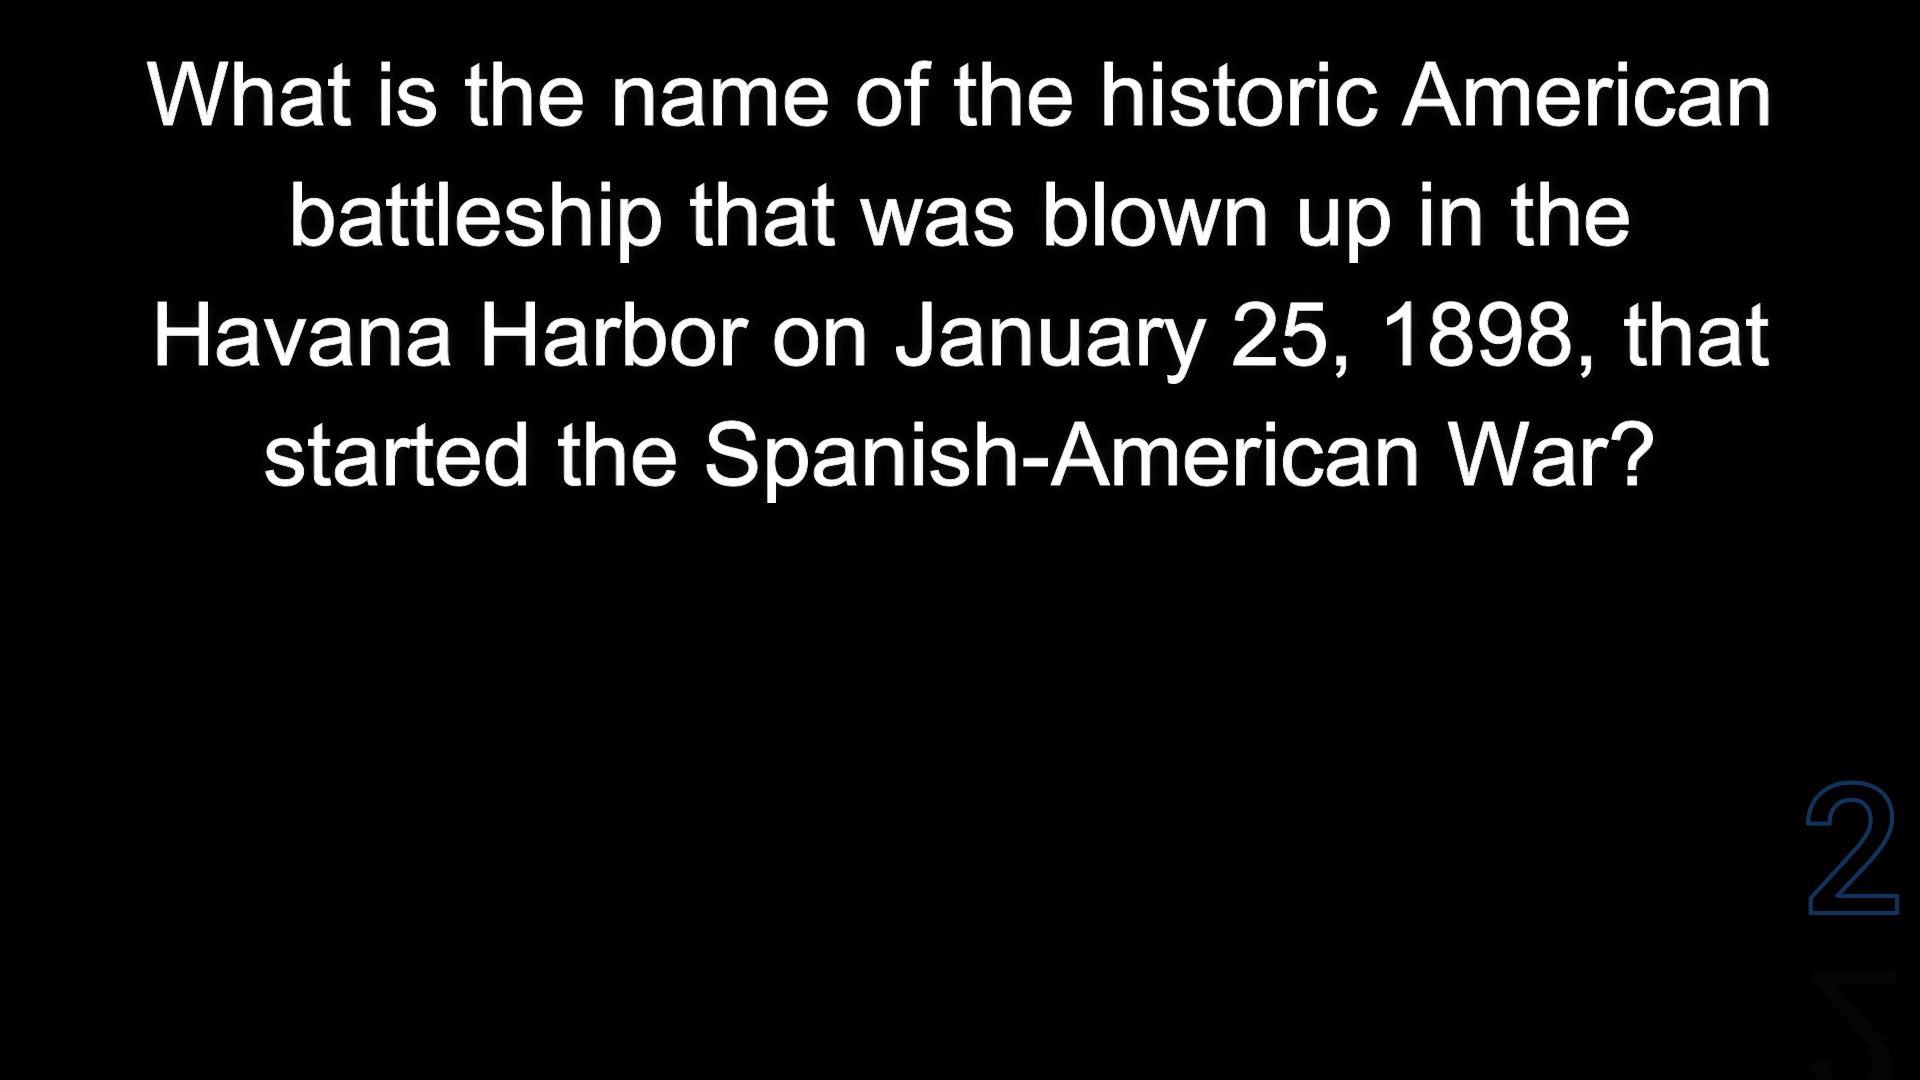 What is the name of the historic American
battleship that was blown up in the
Havana Harbor on January 25, 1898, that
started the Spanish-American War?
2